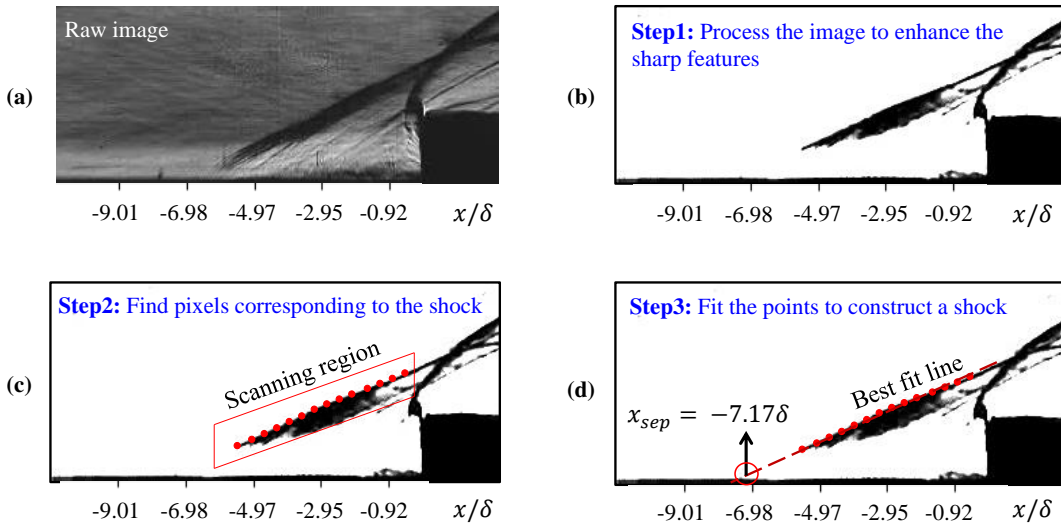 Raw image
(a)
-9.01 -6.98 -4.97 -2.95 -0.92 x/δ
Step1: Process the image to enhance the
sharp features
(b)
-9.01 -6.98 -4.97 -2.95 -0.92 x/δ
Step2: Find pixels corresponding to the shock
Scanning region
(c)
-9.01 -6.98 -4.97 -2.95 -0.92 x/δ
Step3: Fit the points to construct a shock
Best fit line
(d)
x_sep = −7.17δ
-9.01 -6.98 -4.97 -2.95 -0.92 x/δ